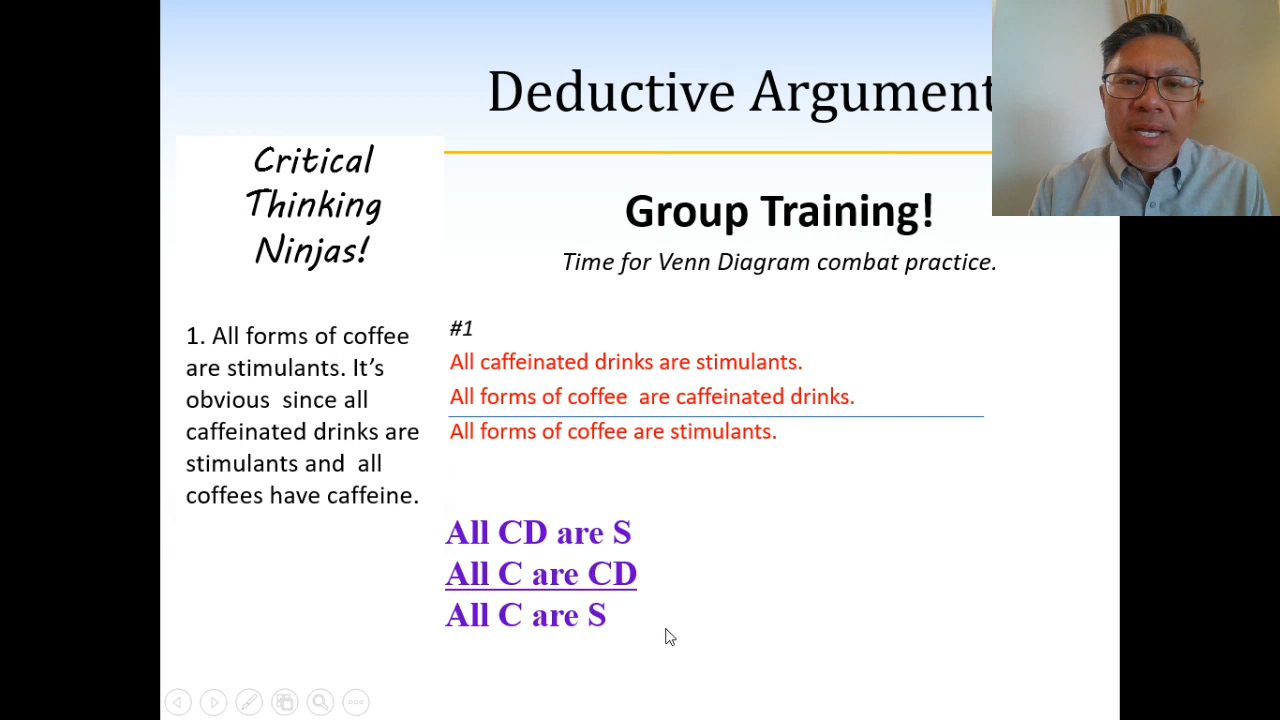 Deductive Argument
Critical
Thinking
Ninjas!
Group Training!
Time for Venn Diagram combat practice.
1. All forms of coffee
are stimulants. It’s
obvious since all
caffeinated drinks are
stimulants and all
coffees have caffeine.
#1
All caffeinated drinks are stimulants.
All forms of coffee are caffeinated drinks.
All forms of coffee are stimulants.
All CD are S
All C are CD
All C are S